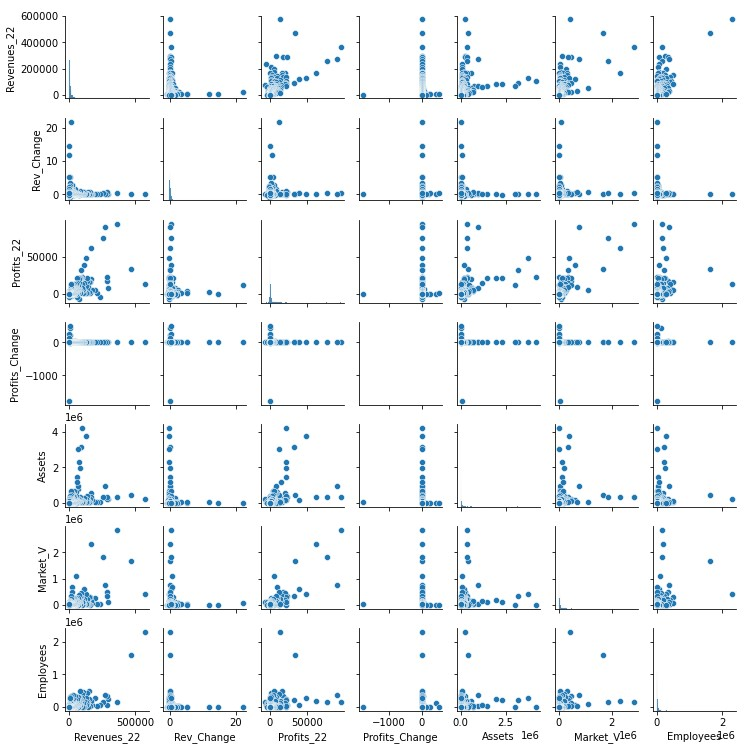 600000
400000
200000
0
Revenues_22
20
10
0
Rev_Change
50000
0
Profits_22
0
−1000
Profits_Change
1e6
4
2
0
Assets
1e6
2
1
0
Market_V
1e6
2
1
0
Employees
0 500000
Revenues_22
0 20
Rev_Change
0 50000
Profits_22
−1000 0
Profits_Change
0.0 2.5
Assets 1e6
0 2
Market_V 1e6
0 2
Employees 1e6